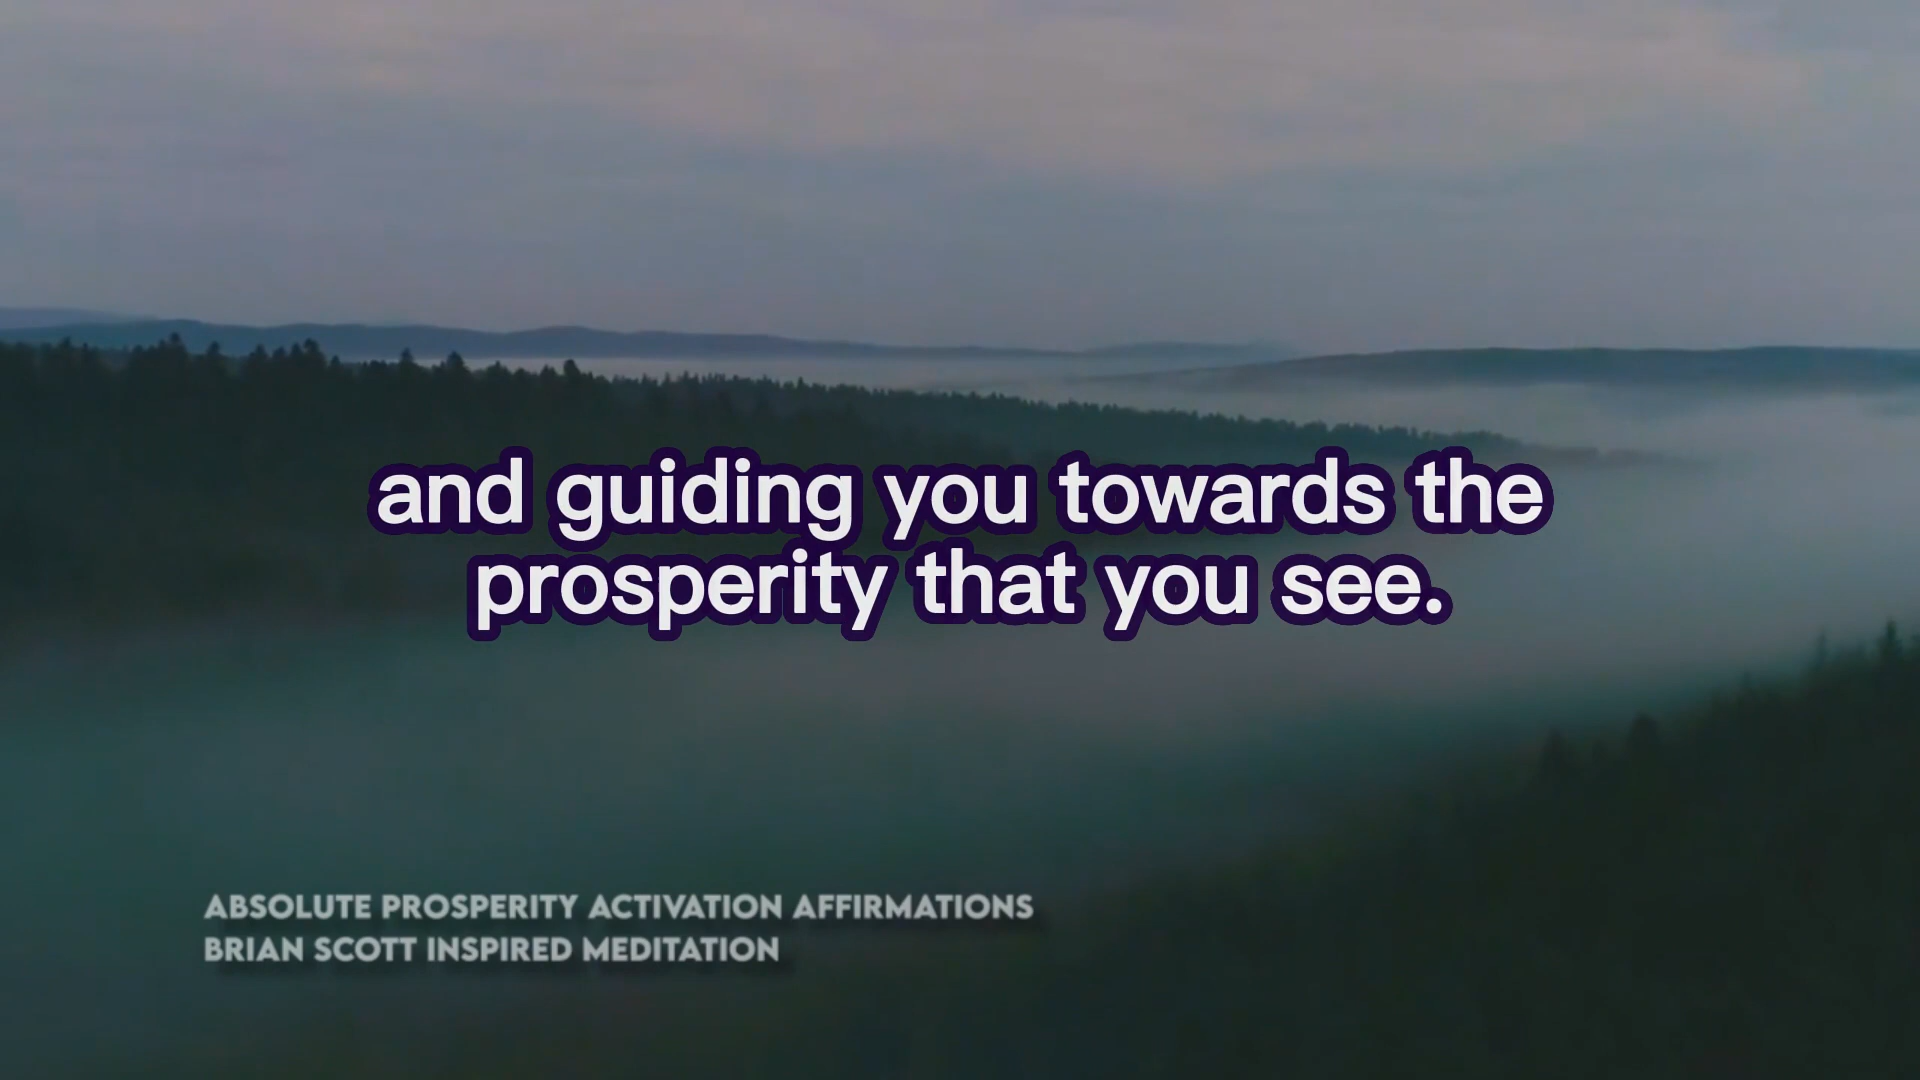 and guiding you towards the
prosperity that you see.
ABSOLUTE PROSPERITY ACTIVATION AFFIRMATIONS
BRIAN SCOTT INSPIRED MEDITATION